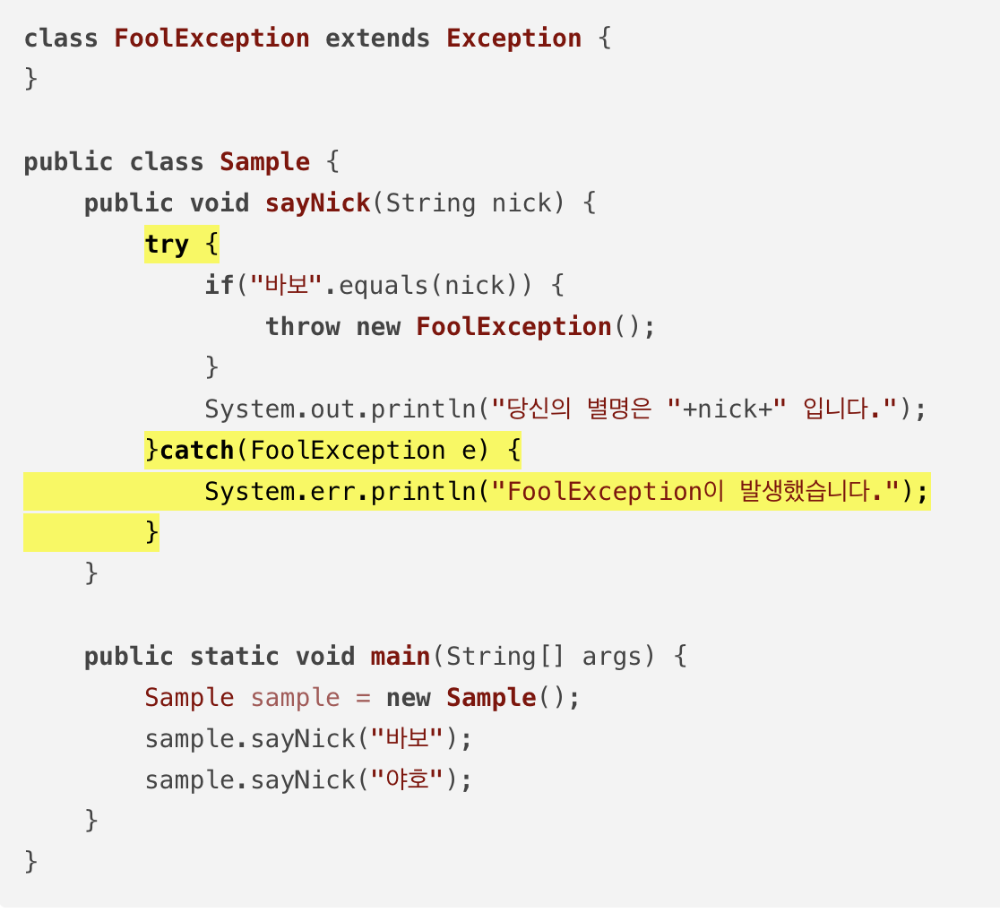 class FoolException extends Exception {
}

public class Sample {
    public void sayNick(String nick) {
        try {
            if("바보".equals(nick)) {
                throw new FoolException();
            }
            System.out.println("당신의 별명은 "+nick+" 입니다.");
        }catch(FoolException e) {
            System.err.println("FoolException이 발생했습니다.");
        }
    }

    public static void main(String[] args) {
        Sample sample = new Sample();
        sample.sayNick("바보");
        sample.sayNick("야호");
    }
}